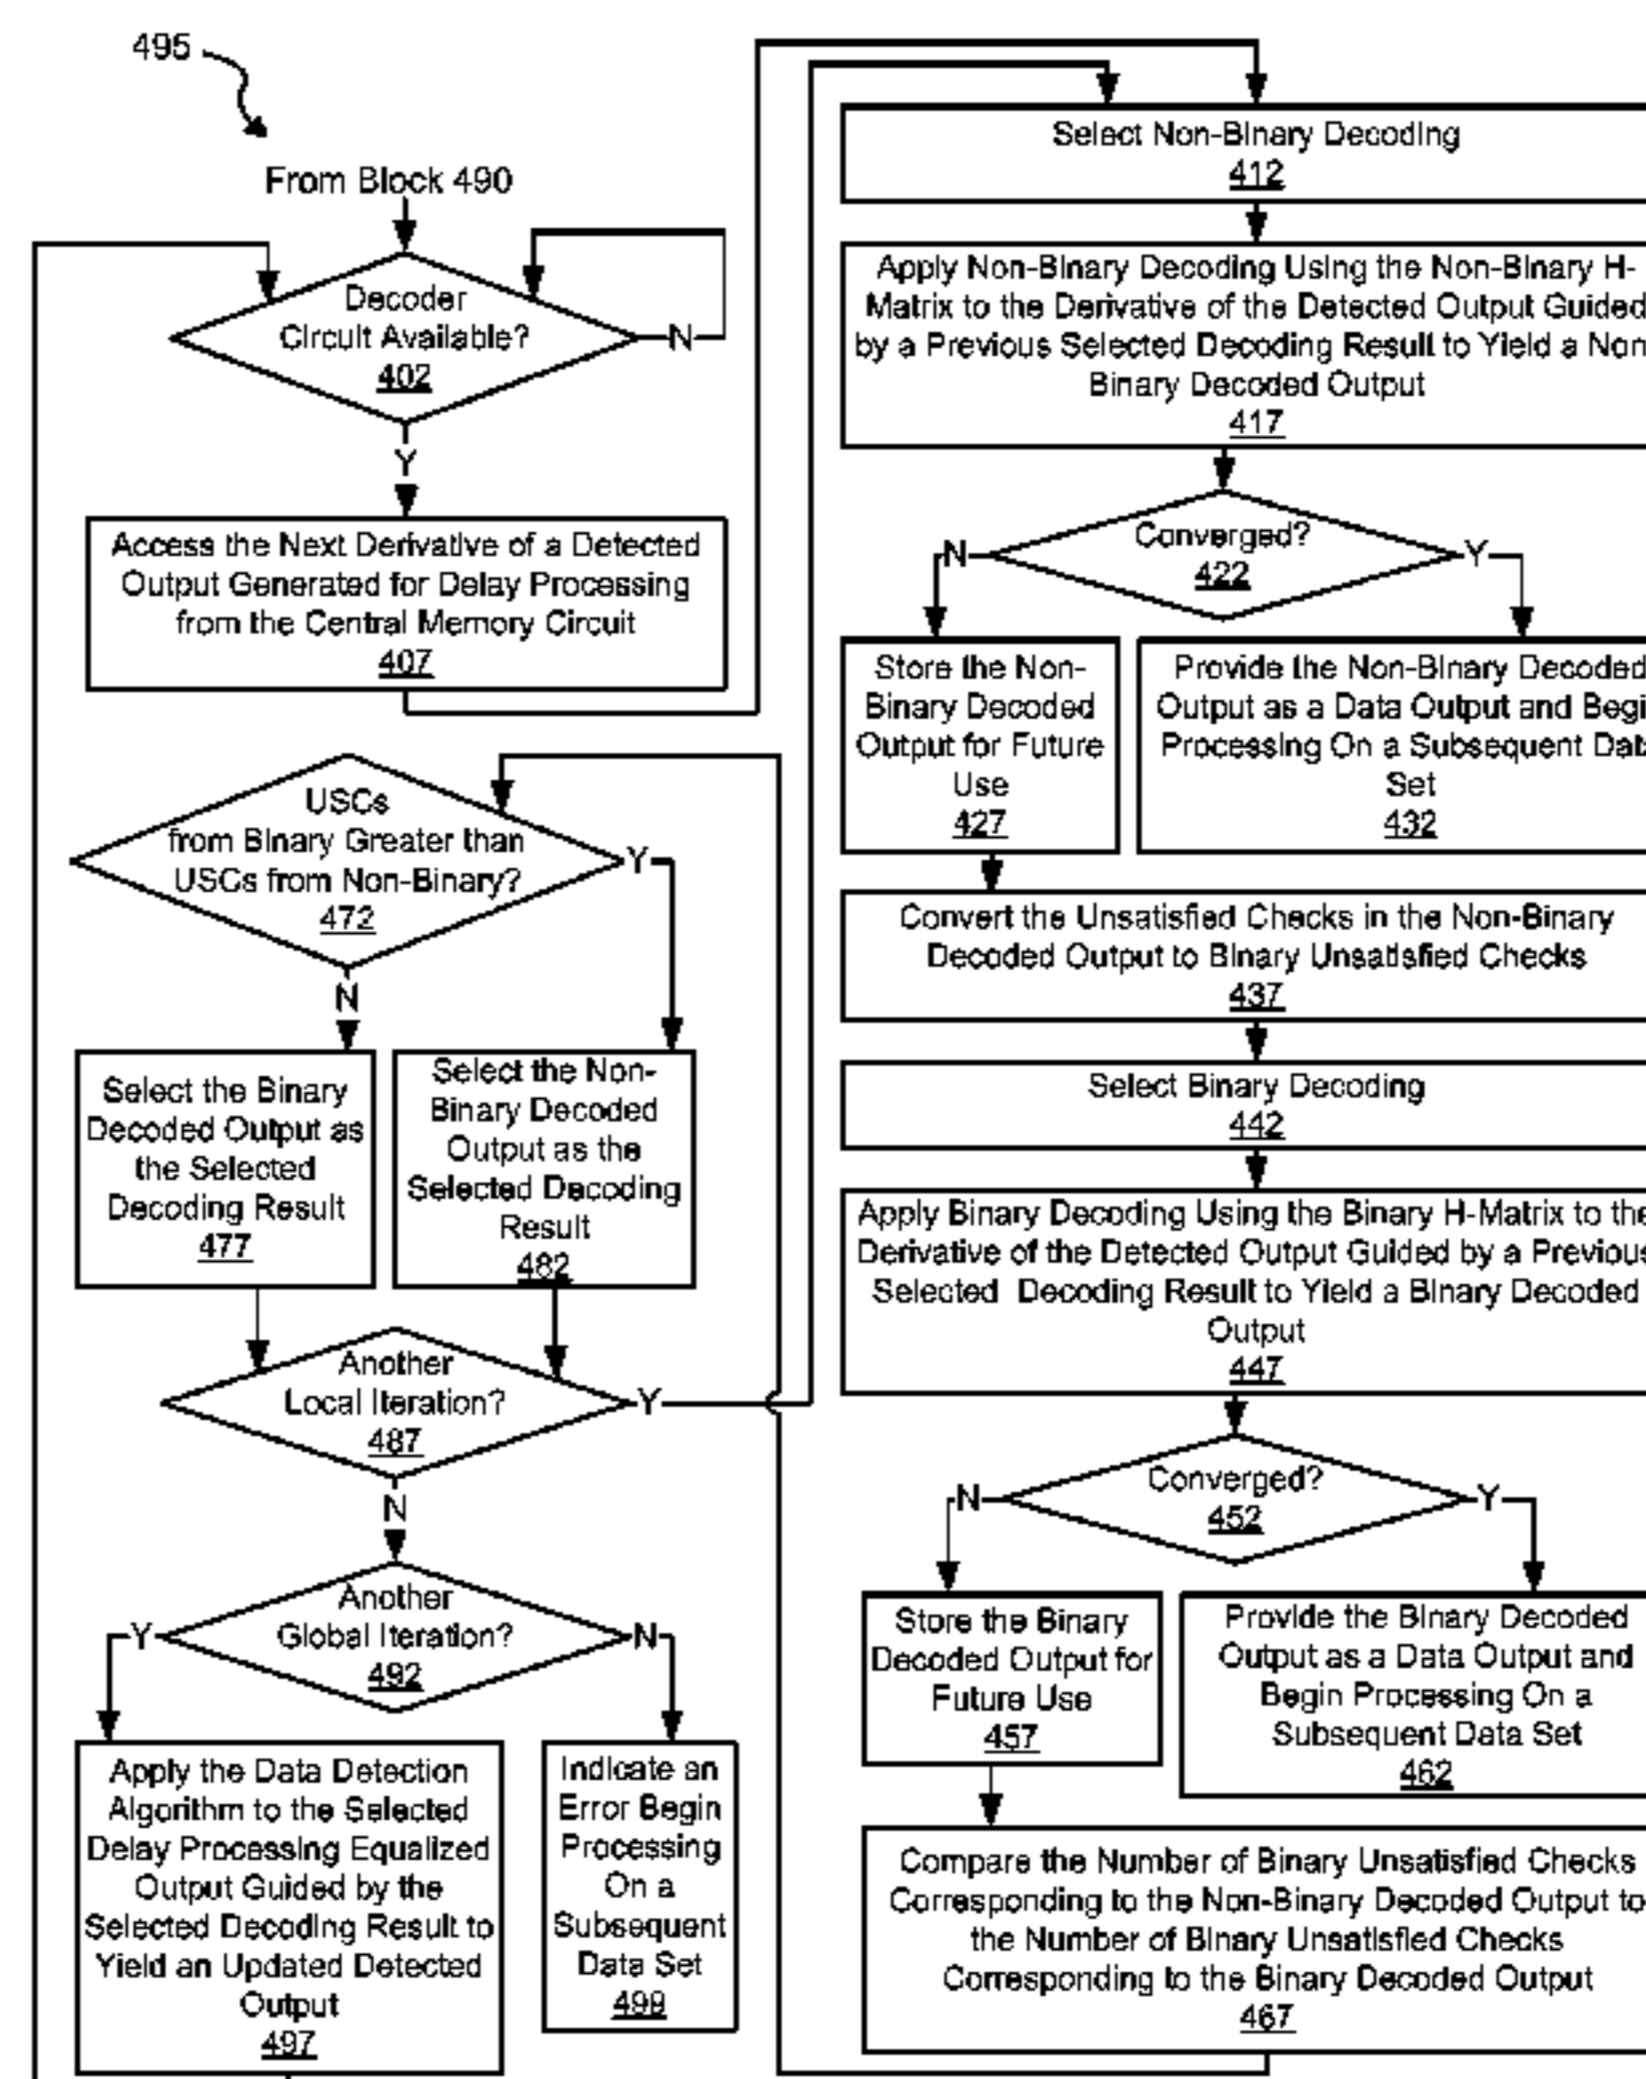 495
From Block 490
Decoder
Circuit Available?
402
N
Y
Access the Next Derivative of a Detected
Output Generated for Delay Processing
from the Central Memory Circuit
407
USCs
from Binary Greater than
USCs from Non-Binary?
472
Y
N
Select the Binary
Decoded Output as
the Selected
Decoding Result
477
Select the Non-
Binary Decoded
Output as the
Selected Decoding
Result
482
Another
Local Iteration?
487
Y
N
Another
Global Iteration?
492
Y
N
Apply the Data Detection
Algorithm to the Selected
Delay Processing Equalized
Output Guided by the
Selected Decoding Result to
Yield an Updated Detected
Output
497
Indicate an
Error Begin
Processing
On a
Subsequent
Data Set
499
Select Non-Binary Decoding
412
Apply Non-Binary Decoding Using the Non-Binary H-
Matrix to the Derivative of the Detected Output Guided
by a Previous Selected Decoding Result to Yield a Non
Binary Decoded Output
417
Converged?
422
N
Y
Store the Non-
Binary Decoded
Output for Future
Use
427
Provide the Non-Binary Decoded
Output as a Data Output and Begi
Processing On a Subsequent Data
Set
432
Convert the Unsatisfied Checks in the Non-Binary
Decoded Output to Binary Unsatisfied Checks
437
Select Binary Decoding
442
Apply Binary Decoding Using the Binary H-Matrix to the
Derivative of the Detected Output Guided by a Previous
Selected Decoding Result to Yield a Binary Decoded
Output
447
Converged?
452
N
Y
Store the Binary
Decoded Output for
Future Use
457
Provide the Binary Decoded
Output as a Data Output and
Begin Processing On a
Subsequent Data Set
462
Compare the Number of Binary Unsatisfied Checks
Corresponding to the Non-Binary Decoded Output to
the Number of Binary Unsatisfied Checks
Corresponding to the Binary Decoded Output
467